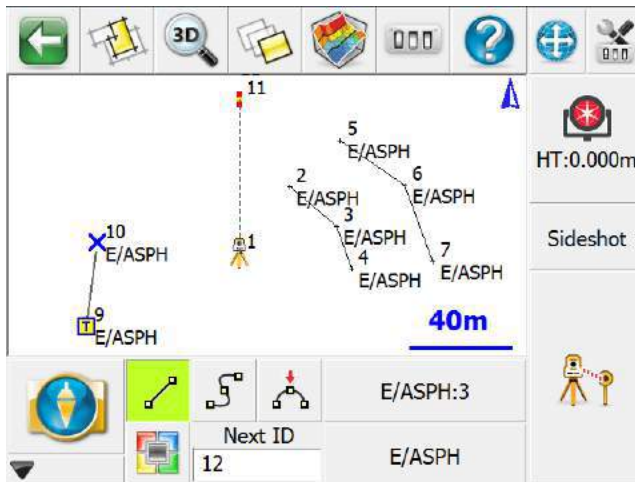 3D
11
HT:0.000m
5
E/ASPH
2
6
E/ASPH
E/ASPH
3
E/ASPH
Sideshot
10
E/ASPH
1
4
E/ASPH
7
E/ASPH
40m
T
9
E/ASPH
E/ASPH:3
Next ID
12
E/ASPH